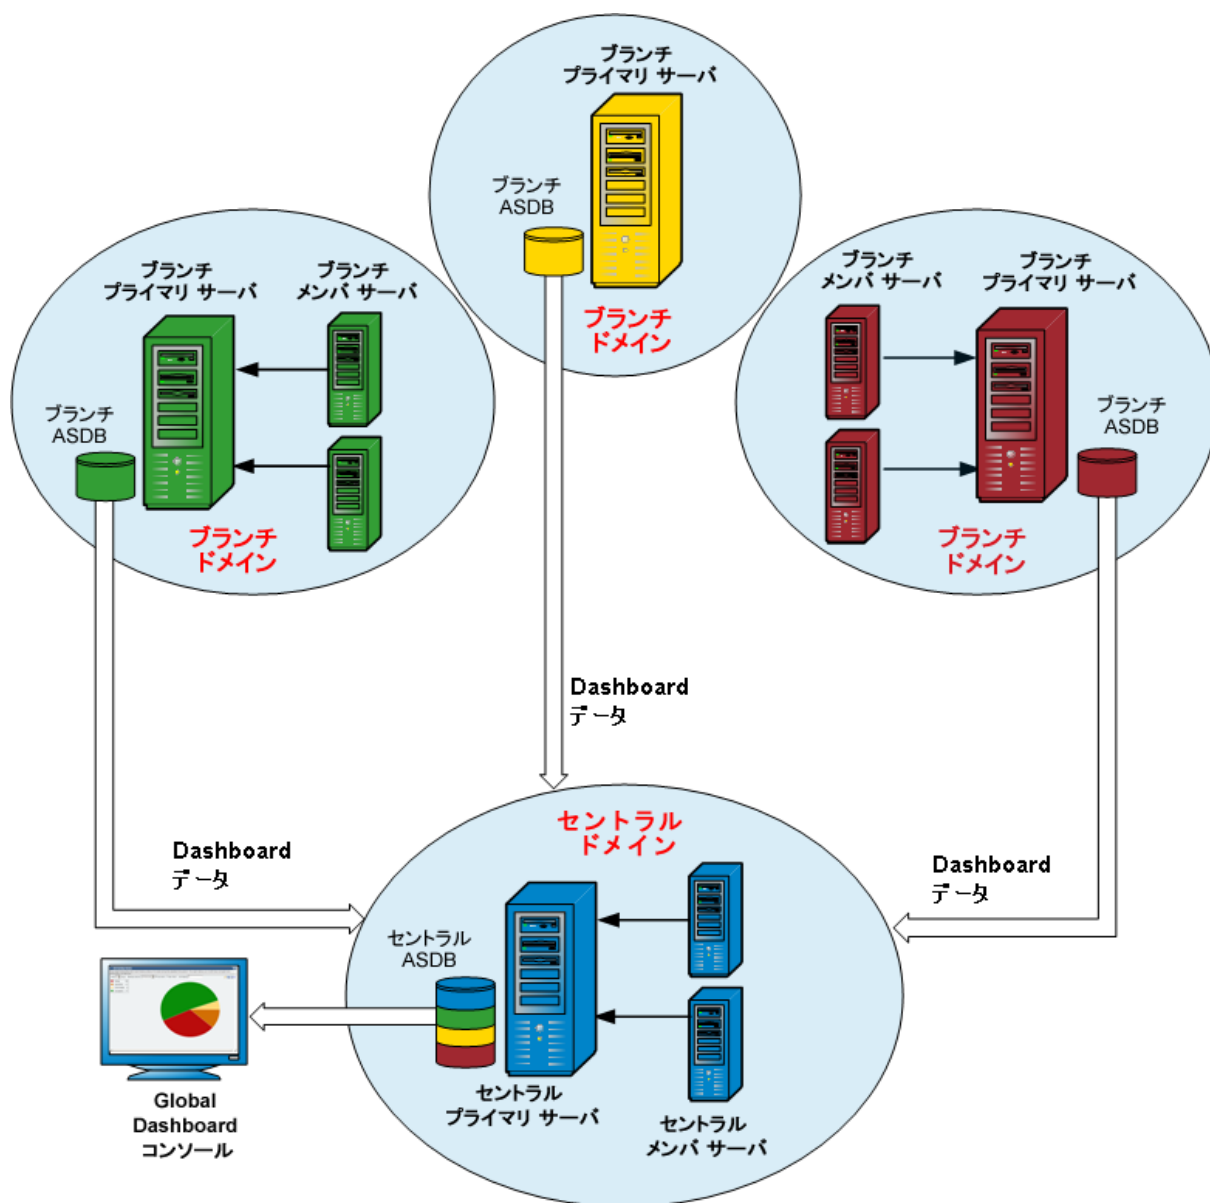 ブランチ
プライマリ サーバ
ブランチ
ASDB
ブランチ
ドメイン
ブランチ
プライマリ サーバ
ブランチ
メンバ サーバ
ブランチ
ASDB
ブランチ
ドメイン
ブランチ
メンバ サーバ
ブランチ
プライマリ サーバ
ブランチ
ASDB
ブランチ
ドメイン
Dashboard
データ
Dashboard
データ
Dashboard
データ
セントラル
ドメイン
セントラル
ASDB
セントラル
プライマリ サーバ
セントラル
メンバ サーバ
Global
Dashboard
コンソール